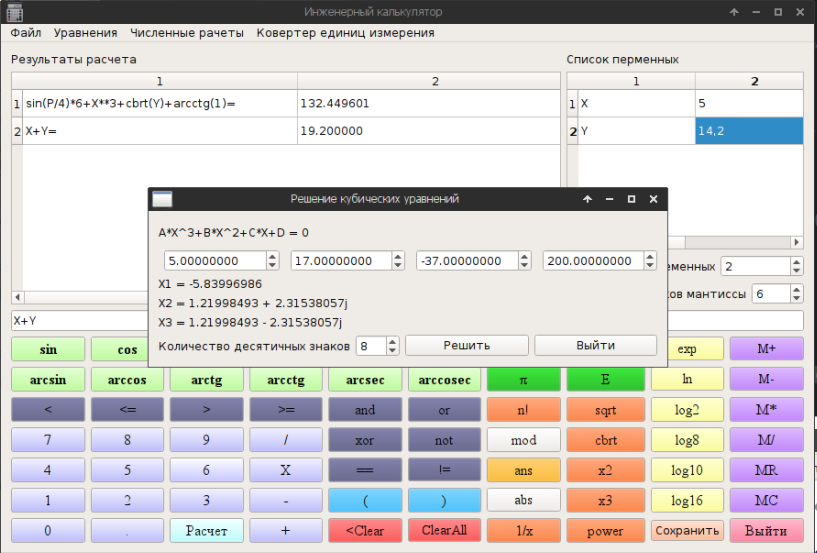 Инженерный калькулятор
Файл Уравнения Численные рачеты Ковертер единиц измерения
Результаты расчета Список перменных
1 2 1 2
1 sin(P/4)*6+X**3+cbrt(Y)+arcctg(1)= 132.449601 1 X 5
2 X+Y= 19.200000 2 Y 14,2
Решение кубических уравнений
A*X^3+B*X^2+C*X+D = 0
5.00000000 17.00000000 -37.00000000 200.00000000
X1 = -5.83996986
X2 = 1.21998493 + 2.31538057j
X3 = 1.21998493 - 2.31538057j
Количество десятичных знаков 8 Решить Выйти
2
мантиссы 6
X+Y
sin cos exp M+
arcsin arccos arctg arcctg arcsec arccosec π E ln M-
< <= > >= and or n! sqrt log2 M*
7 8 9 / xor not mod cbrt log8 M/
4 5 6 X == != ans x2 log10 MR
1 2 3 - ( ) abs x3 log16 MC
0 . Расчет + <Clear ClearAll 1/x power Сохранить Выйти